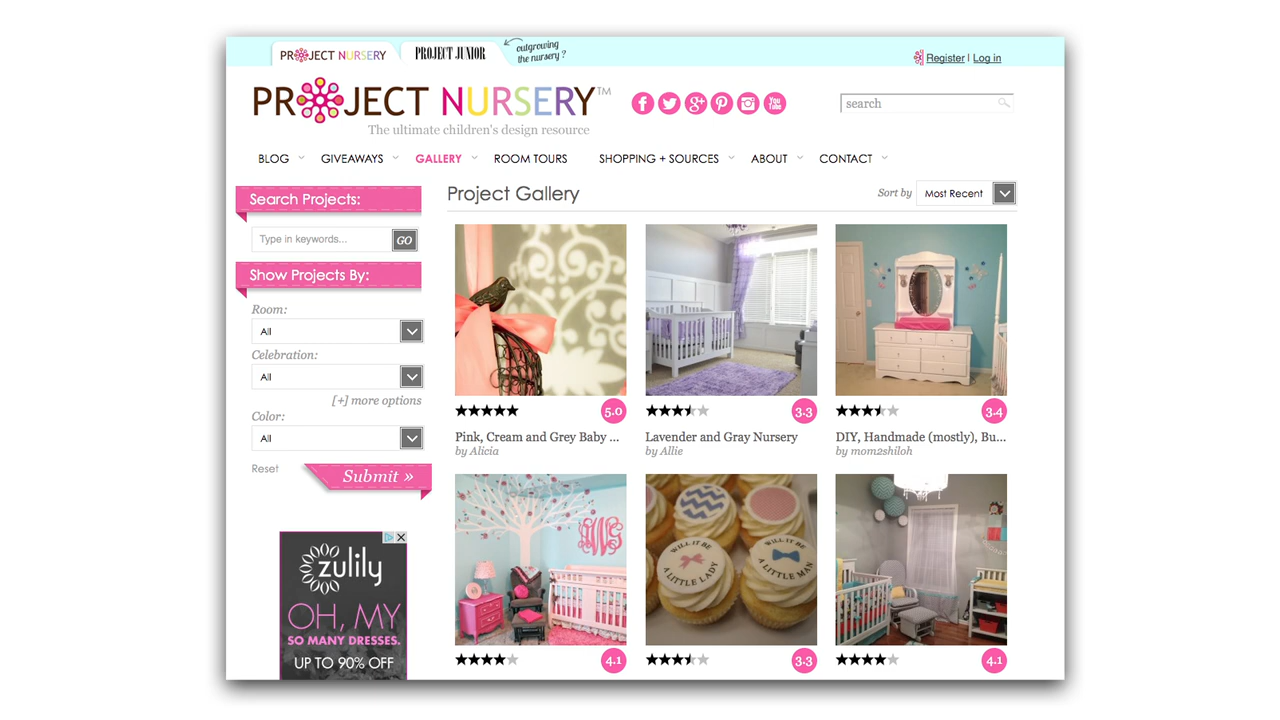 PROJECT NURSERY
PROJECT JUNIOR
outgrowing
the nursery ?
Register | Log in
PROJECT NURSERY™
The ultimate children's design resource
You
Tube
search
BLOG GIVEAWAYS GALLERY ROOM TOURS SHOPPING + SOURCES ABOUT CONTACT
Search Projects:
Type in keywords...
GO
Show Projects By:
Room:
All
Celebration:
All
[+] more options
Color:
All
Reset
Submit »
zulily
OH, MY
SO MANY DRESSES.
UP TO 90% OFF
Project Gallery
Sort by Most Recent
5.0
3.3
3.4
Pink, Cream and Grey Baby ...
by Alicia
Lavender and Gray Nursery
by Allie
DIY, Handmade (mostly), Bu...
by mom2shiloh
WILL IT BE
A LITTLE LADY
WILL IT BE
A LITTLE MAN
4.1
3.3
4.1